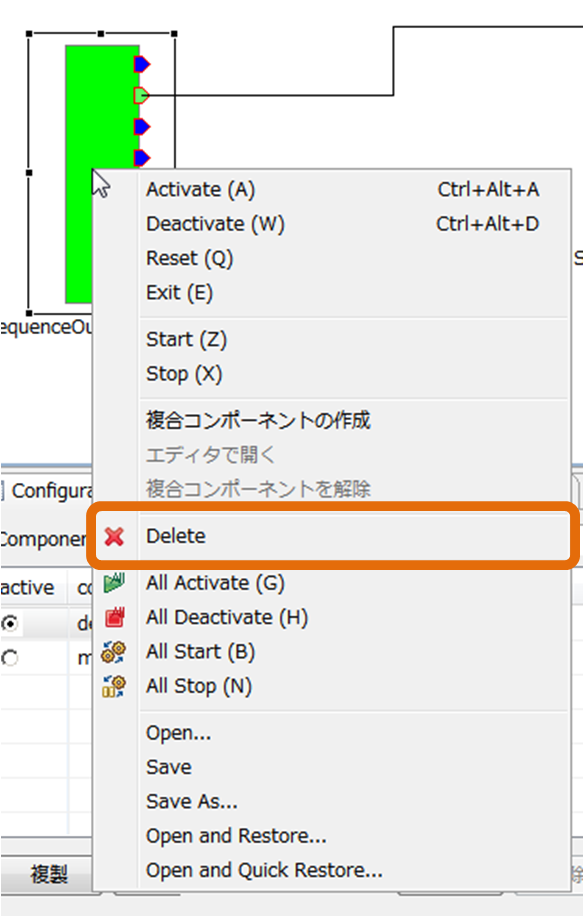 Activate (A) Ctrl+Alt+A
Deactivate (W) Ctrl+Alt+D
Reset (Q)
S
Exit (E)
equenceOu
Start (Z)
Stop (X)
複合コンポーネントの作成
エディタで開く
複合コンポーネントを解除
Configura
Componen
Delete
active co
All Activate (G)
de
All Deactivate (H)
m
All Start (B)
All Stop (N)
Open...
Save
Save As...
Open and Restore...
複製
Open and Quick Restore...
除